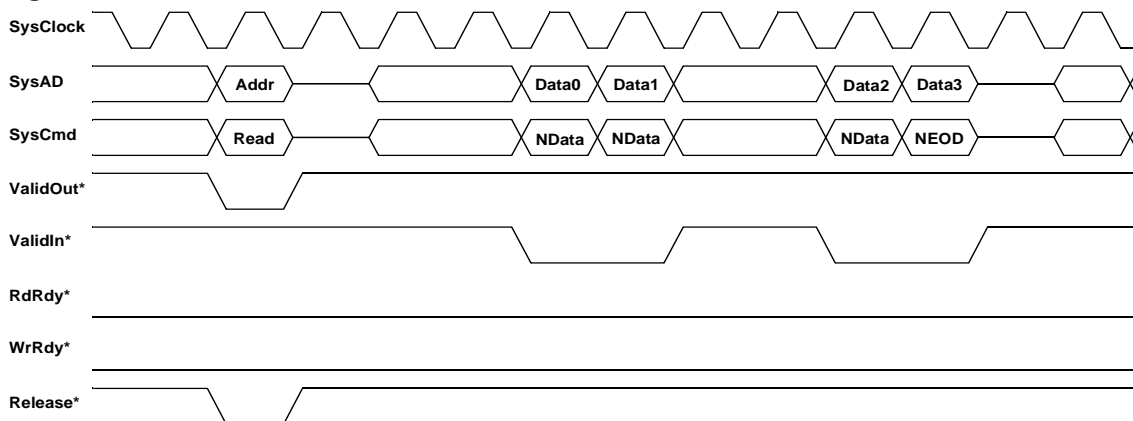 SysClock
SysAD Addr Data0 Data1 Data2 Data3
SysCmd Read NData NData NData NEOD
ValidOut*
ValidIn*
RdRdy*
WrRdy*
Release*